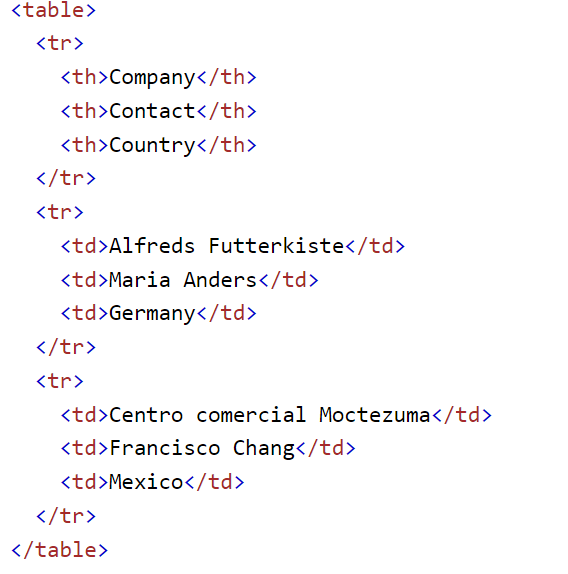 <table>
  <tr>
    <th>Company</th>
    <th>Contact</th>
    <th>Country</th>
  </tr>
  <tr>
    <td>Alfreds Futterkiste</td>
    <td>Maria Anders</td>
    <td>Germany</td>
  </tr>
  <tr>
    <td>Centro comercial Moctezuma</td>
    <td>Francisco Chang</td>
    <td>Mexico</td>
  </tr>
</table>